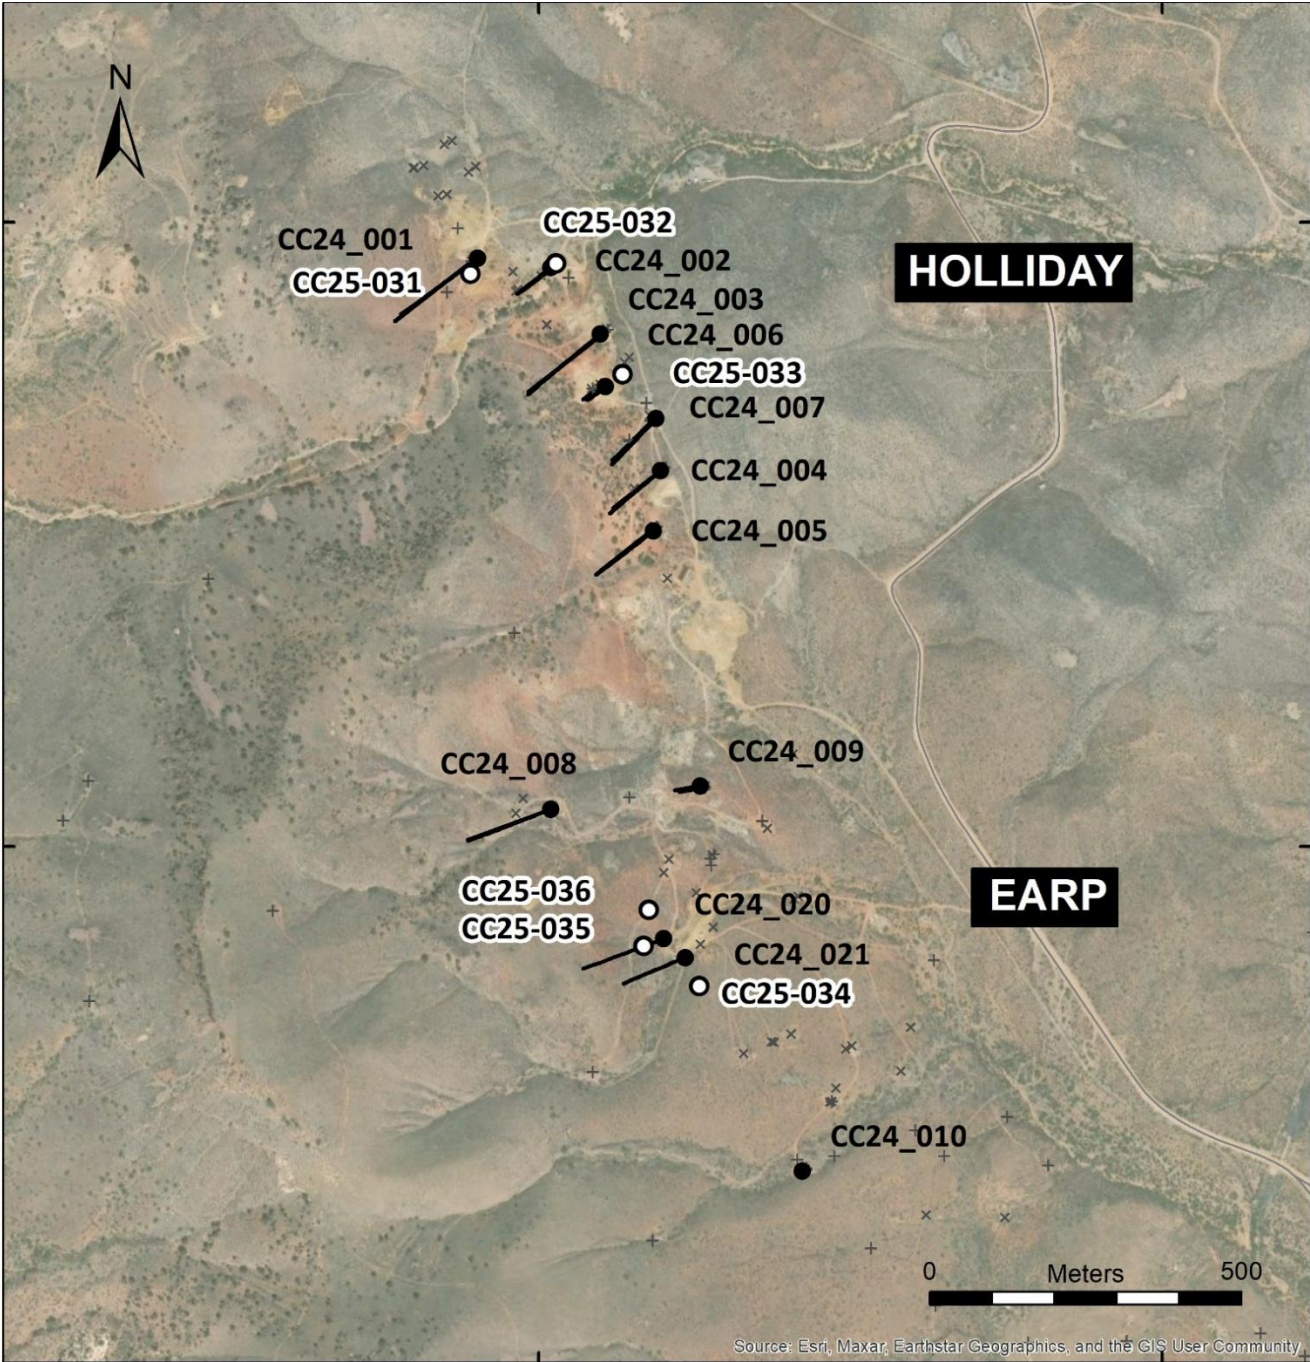 N
CC25-032
CC24_001
CC24_002
CC25-031
HOLLIDAY
CC24_003
CC24_006
CC25-033
CC24_007
CC24_004
CC24_005
CC24_009
CC24_008
CC25-036
EARP
CC24_020
CC25-035
CC24_021
CC25-034
CC24_010
0 Meters 500
Source: Esri, Maxar, Earthstar Geographics, and the GIS User Community